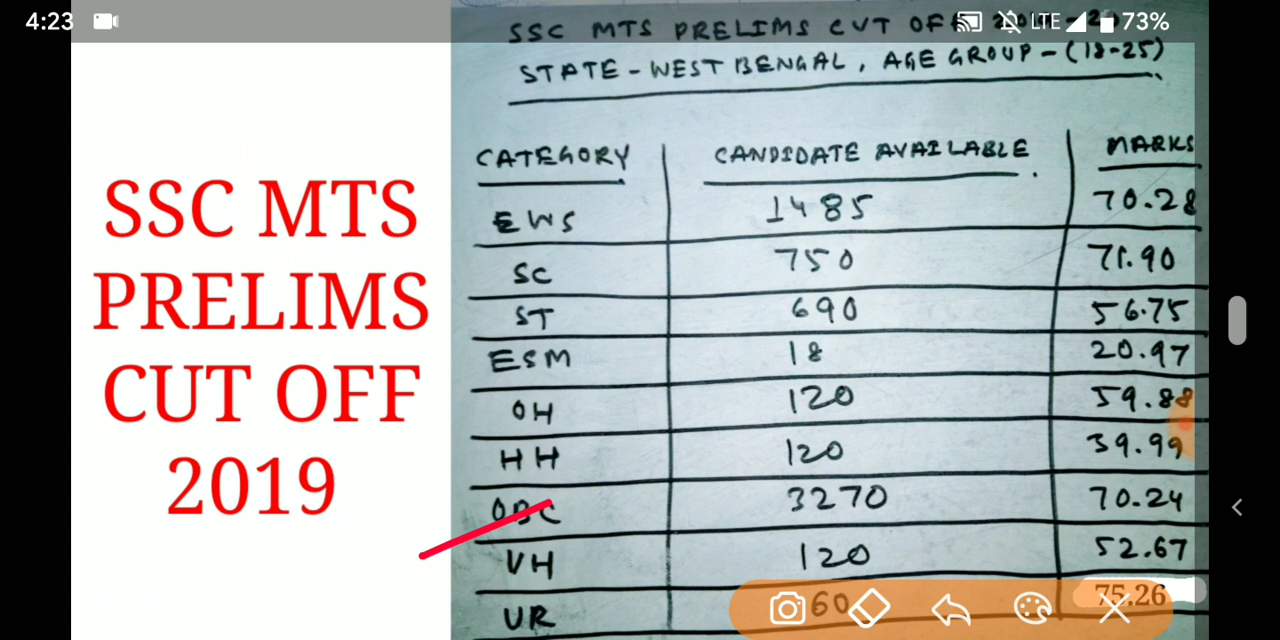 4:23
LTE 73%
SSC MTS
PRELIMS
CUT OFF
2019
SSC MTS PRELIMS CUT OFF
STATE - WEST BENGAL, AGE GROUP - (18-25)
CATEGORY CANDIDATE AVAILABLE MARKS
EWS 1485 70.28
SC 750 71.90
ST 690 56.75
ESM 18 20.97
OH 120 59.88
HH 120 39.99
OBC 3270 70.24
VH 120 52.67
UR 75.26